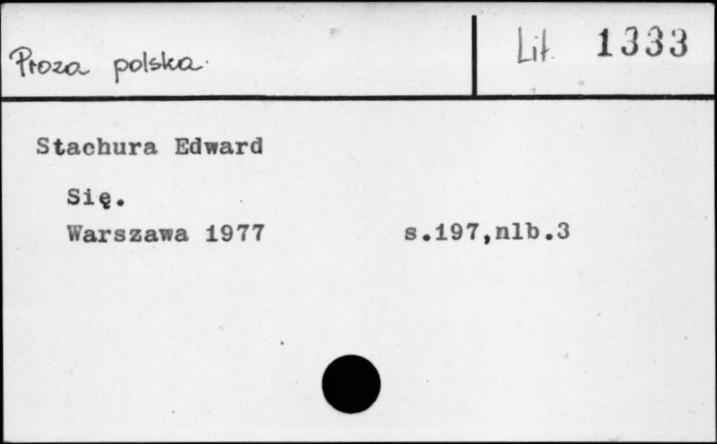 Proza polska.
Lit. 1333
Stachura Edward
Się.
Warszawa 1977 s.197,nlb.3